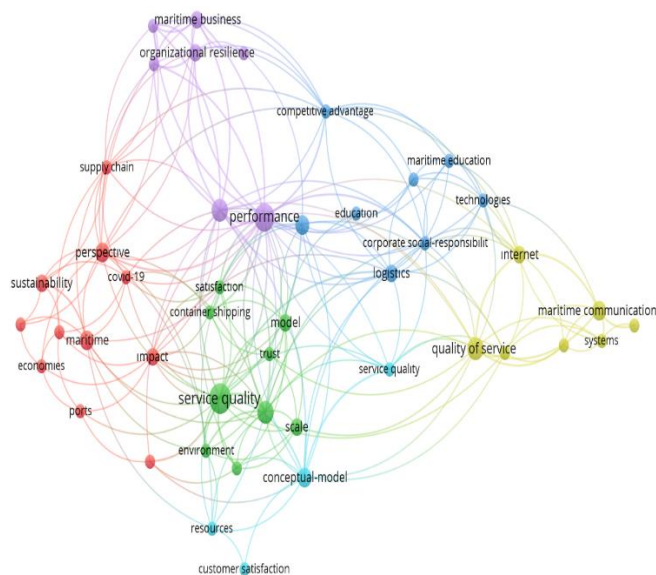 maritime business
organizational resilience
competitive advantage
supply chain
maritime education
technologies
performance
education
corporate social-responsibilit
perspective
internet
covid-19
logistics
sustainability
satisfaction
container shipping
maritime communication
model
maritime
systems
impact
trust
quality of service
economies
service quality
service quality
ports
scale
environment
conceptual-model
resources
customer satisfaction